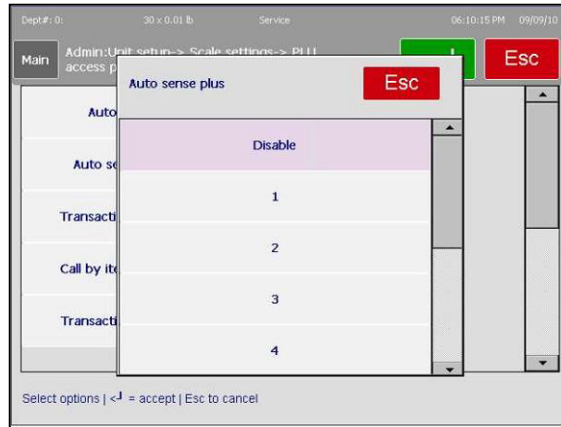 Dept#: 0: 30 x 0.01 lb Service 06:10:15 PM 09/09/10
Main Admin:Unit setup-> Scale settings-> PLU Esc
access p
Auto sense plus Esc
Auto
Disable
Auto se
1
Transacti
2
Call by ite
3
Transacti
4
Select options | <┘ = accept | Esc to cancel